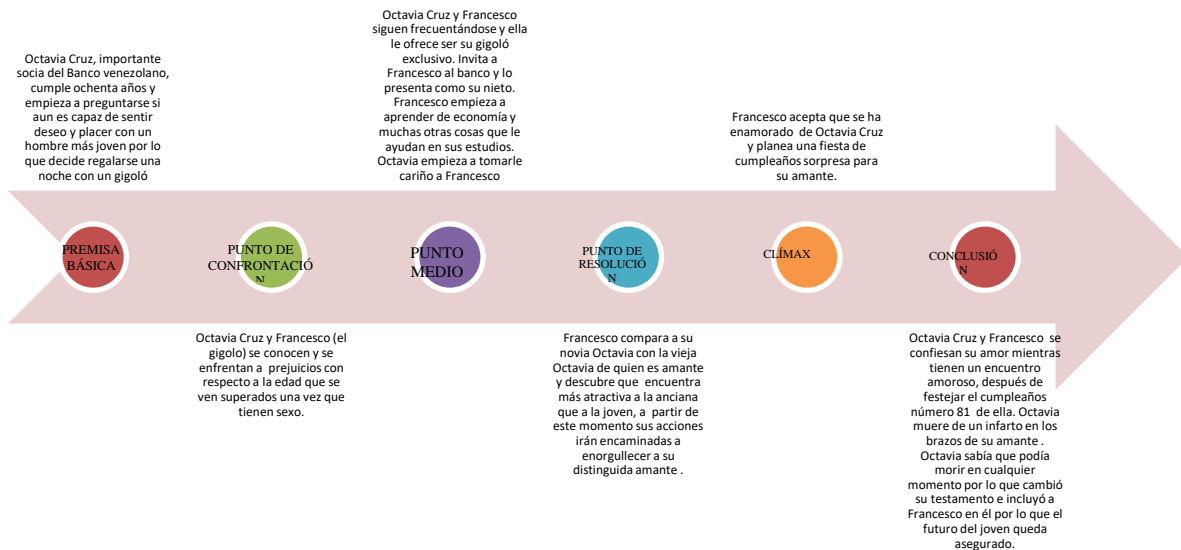 Octavia Cruz, importante
socia del Banco venezolano,
cumple ochenta años y
empieza a preguntarse si
aun es capaz de sentir
deseo y placer con un
hombre más joven por lo
que decide regalarse una
noche con un gigoló
Octavia Cruz y Francesco
siguen frecuentándose y ella
le ofrece ser su gigoló
exclusivo. Invita a
Francesco al banco y lo
presenta como su nieto.
Francesco empieza a
aprender de economía y
muchas otras cosas que le
ayudan en sus estudios.
Octavia empieza a tomarle
cariño a Francesco
Francesco acepta que se ha
enamorado de Octavia Cruz
y planea una fiesta de
cumpleaños sorpresa para
su amante.
PREMISA
BÁSICA
PUNTO DE
CONFRONTACIÓ
N
PUNTO
MEDIO
PUNTO DE
RESOLUCIÓ
N
CLÍMAX
CONCLUSIÓ
N
Octavia Cruz y Francesco (el
gigolo) se conocen y se
enfrentan a prejuicios con
respecto a la edad que se
ven superados una vez que
tienen sexo.
Francesco compara a su
novia Octavia con la vieja
Octavia de quien es amante
y descubre que encuentra
más atractiva a la anciana
que a la joven, a partir de
este momento sus acciones
irán encaminadas a
enorgullecer a su
distinguida amante .
Octavia Cruz y Francesco se
confiesan su amor mientras
tienen un encuentro
amoroso, después de
festejar el cumpleaños
número 81 de ella. Octavia
muere de un infarto en los
brazos de su amante .
Octavia sabía que podía
morir en cualquier
momento por lo que cambió
su testamento e incluyó a
Francesco en él por lo que el
futuro del joven queda
asegurado.